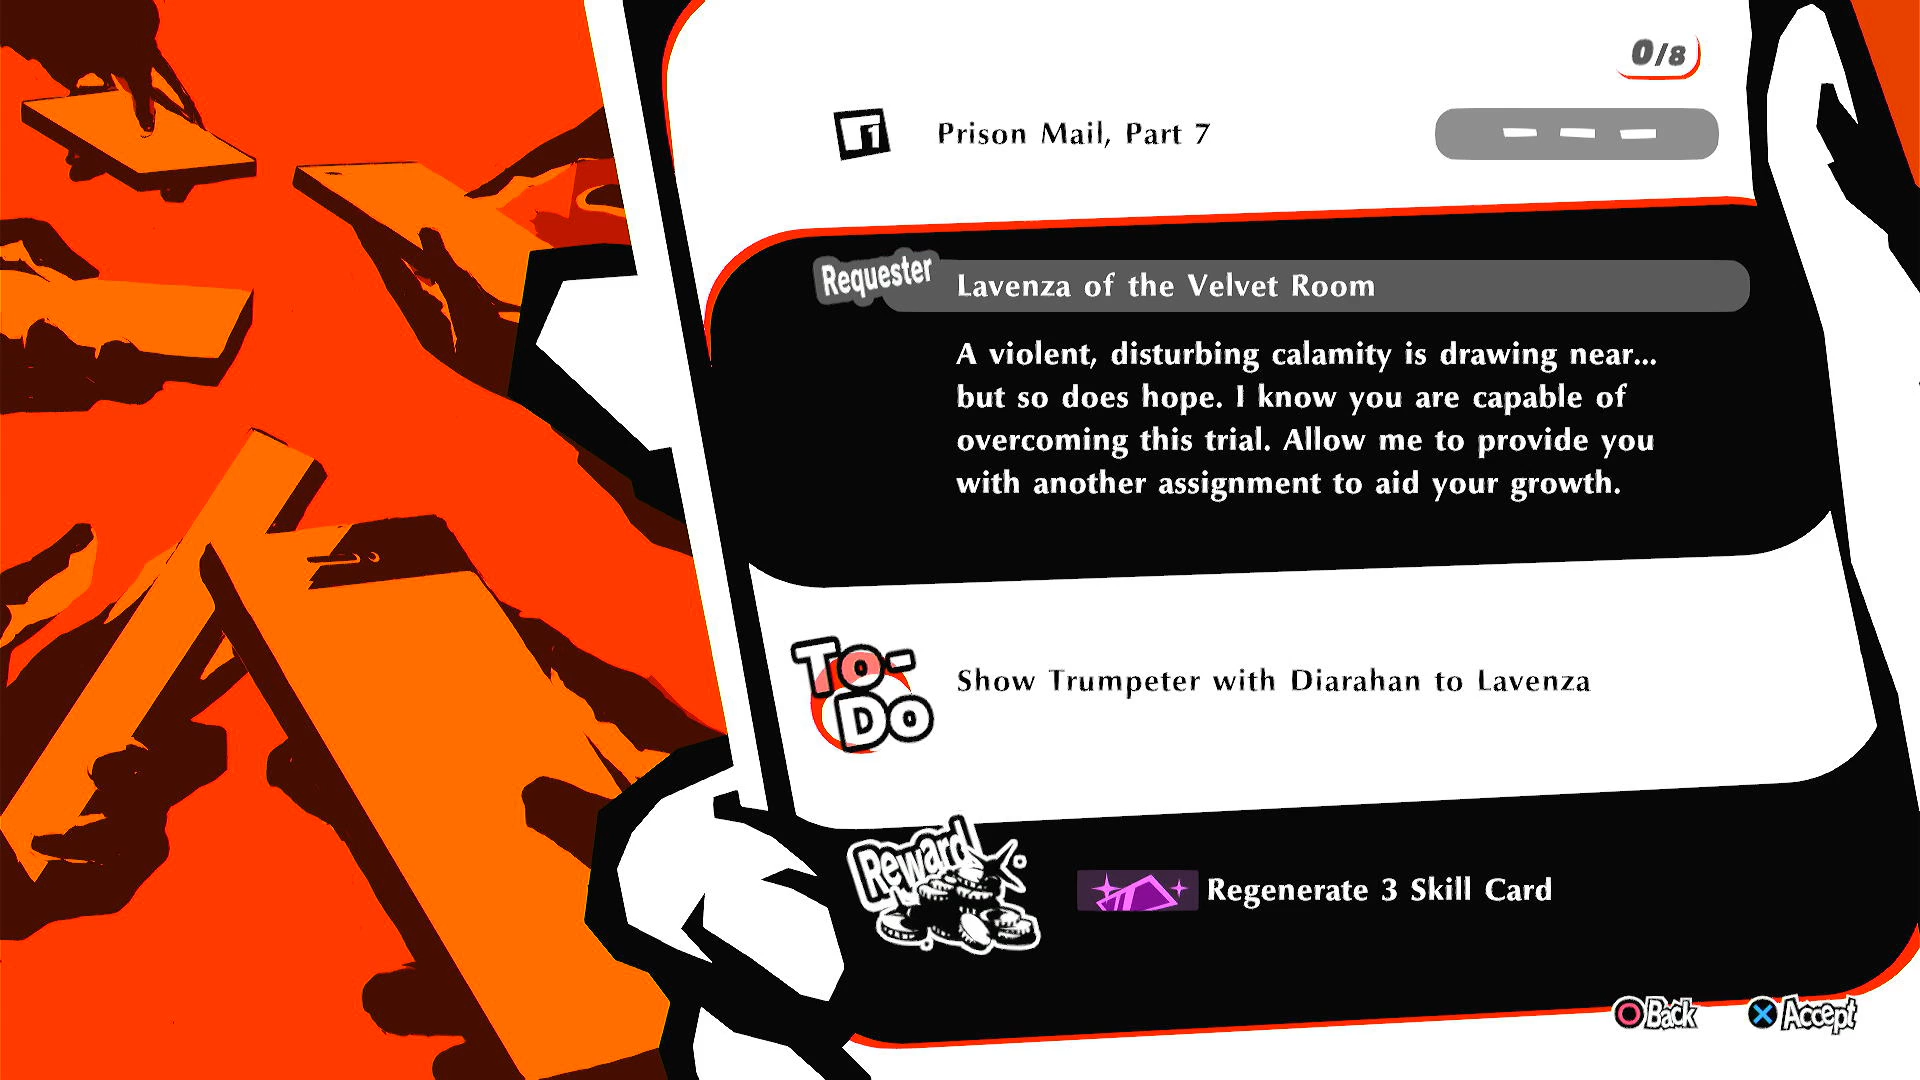 0/8
Prison Mail, Part 7
Requester
Lavenza of the Velvet Room
A violent, disturbing calamity is drawing near...
but so does hope. I know you are capable of
overcoming this trial. Allow me to provide you
with another assignment to aid your growth.
To-
Do
Show Trumpeter with Diarahan to Lavenza
Reward
Regenerate 3 Skill Card
Back
Accept